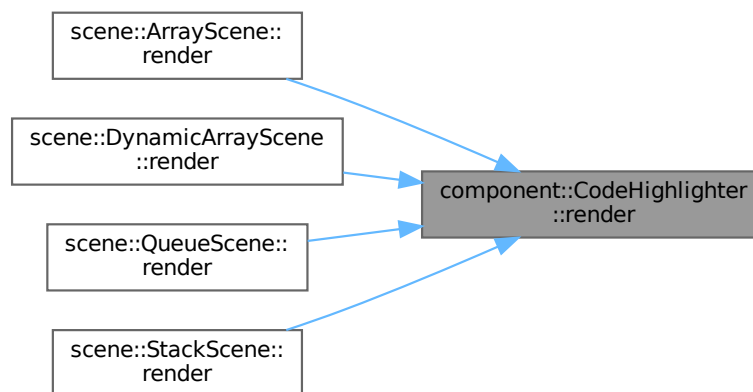 scene::ArrayScene::
render
scene::DynamicArrayScene
::render
scene::QueueScene::
render
scene::StackScene::
render
component::CodeHighlighter
::render